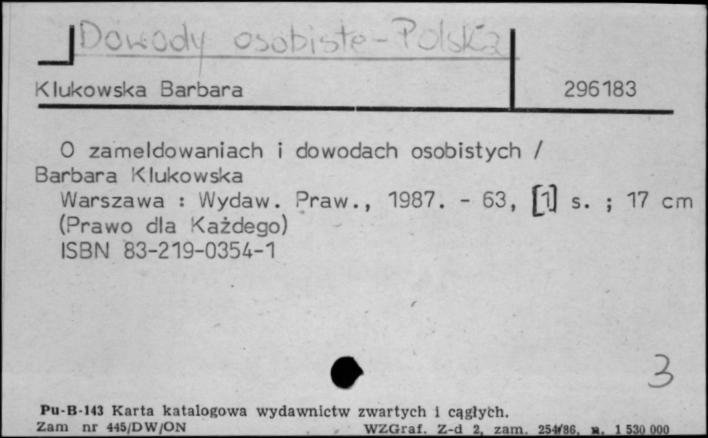 Dowody osobiste - Polska
Klukowska Barbara 296183
O zameldowaniach i dowodach osobistych /
Barbara Klukowska
Warszawa : Wydaw. Praw., 1987. - 63, [1] s. ; 17 cm
(Prawo dla Każdego)
ISBN 83-219-0354-1
3
Pu-B-143 Karta katalogowa wydawnictw zwartych i ciągłych.
Zam nr 445/DW/ON WZGraf. Z-d 2, zam. 254/86, n. 1 530 000